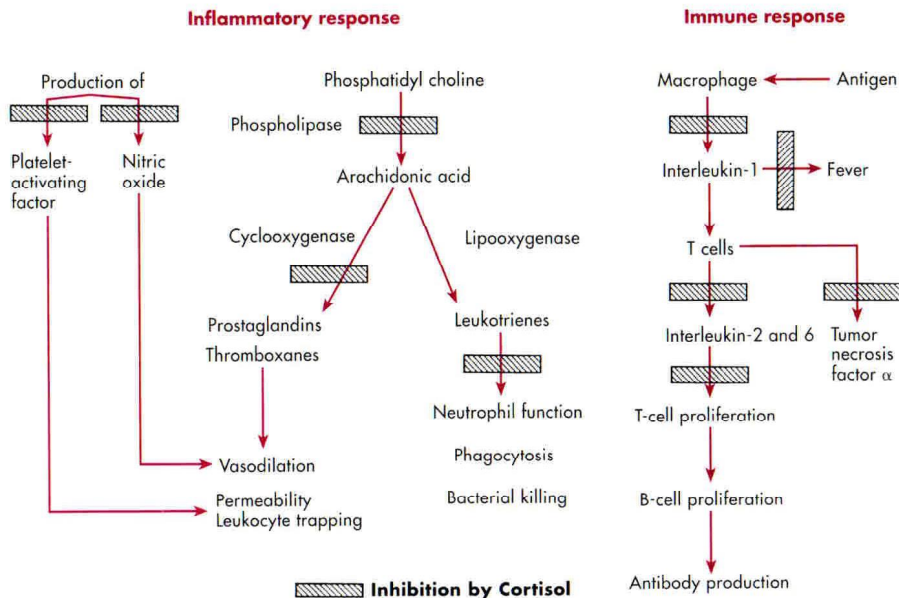 Inflammatory response
Production of
Platelet-
activating
factor
Nitric
oxide
Phosphatidyl choline
Phospholipase
Arachidonic acid
Cyclooxygenase
Lipooxygenase
Prostaglandins
Thromboxanes
Leukotrienes
Neutrophil function
Phagocytosis
Bacterial killing
Vasodilation
Permeability
Leukocyte trapping
Immune response
Macrophage
Antigen
Interleukin-1
Fever
T cells
Interleukin-2 and 6
Tumor
necrosis
factor α
T-cell proliferation
B-cell proliferation
Antibody production
Inhibition by Cortisol